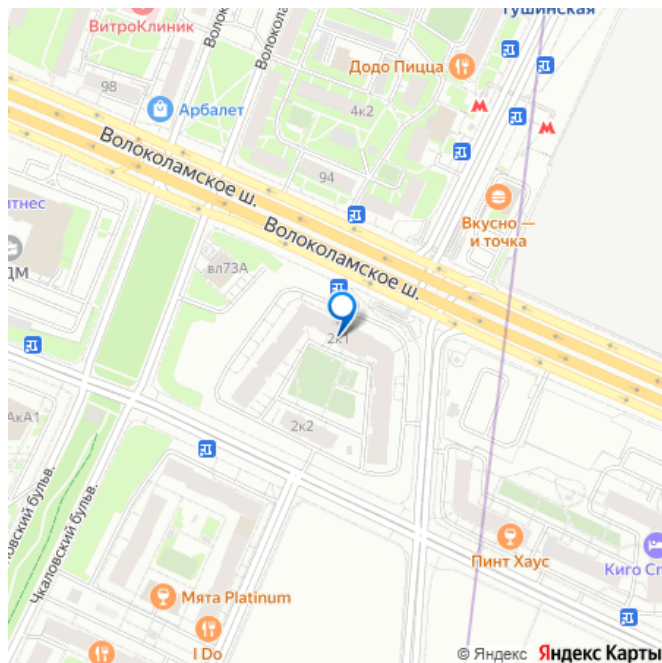 Тушинская
ВитроКлиник
Додо Пицца
98
Арбалет
4к2
Волоколамское ш.
94
Вкусно —
и точка
Волоколамское ш.
вл73А
2к1
2к2
Чкаловский бульв.
Пинт Хаус
Мята Platinum
I Do
© Яндекс Яндекс Карты